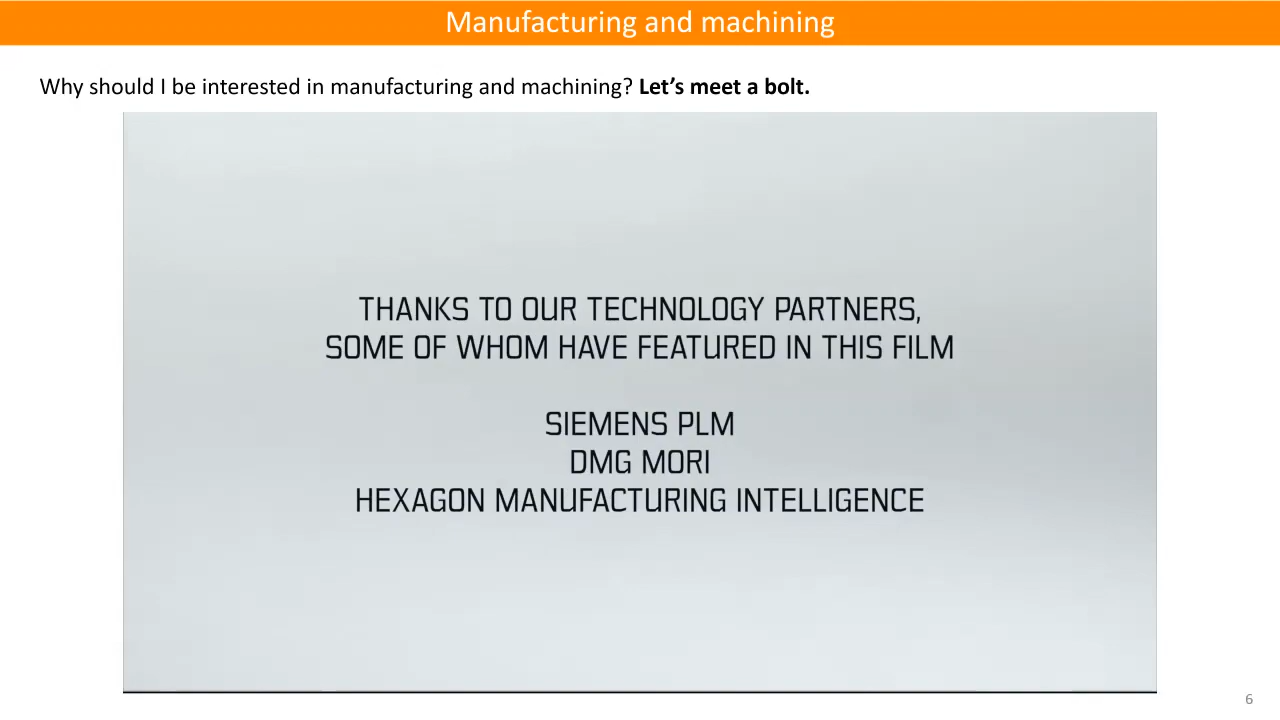 Manufacturing and machining
Why should I be interested in manufacturing and machining? Let's meet a bolt.
THANKS TO OUR TECHNOLOGY PARTNERS,
SOME OF WHOM HAVE FEATURED IN THIS FILM
SIEMENS PLM
DMG MORI
HEXAGON MANUFACTURING INTELLIGENCE
6